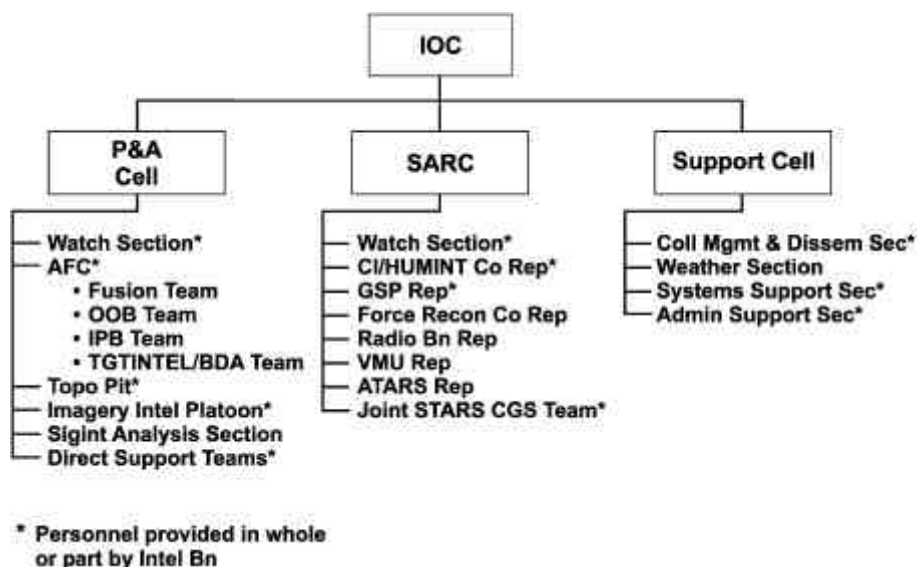 IOC
P&A
Cell
SARC
Support Cell
Watch Section*
AFC*
• Fusion Team
• OOB Team
• IPB Team
• TGTINTEL/BDA Team
Topo Pit*
Imagery Intel Platoon*
Sigint Analysis Section
Direct Support Teams*
Watch Section*
CI/HUMINT Co Rep*
GSP Rep*
Force Recon Co Rep
Radio Bn Rep
VMU Rep
ATARS Rep
Joint STARS CGS Team*
Coll Mgmt & Dissem Sec*
Weather Section
Systems Support Sec*
Admin Support Sec*
* Personnel provided in whole
or part by Intel Bn